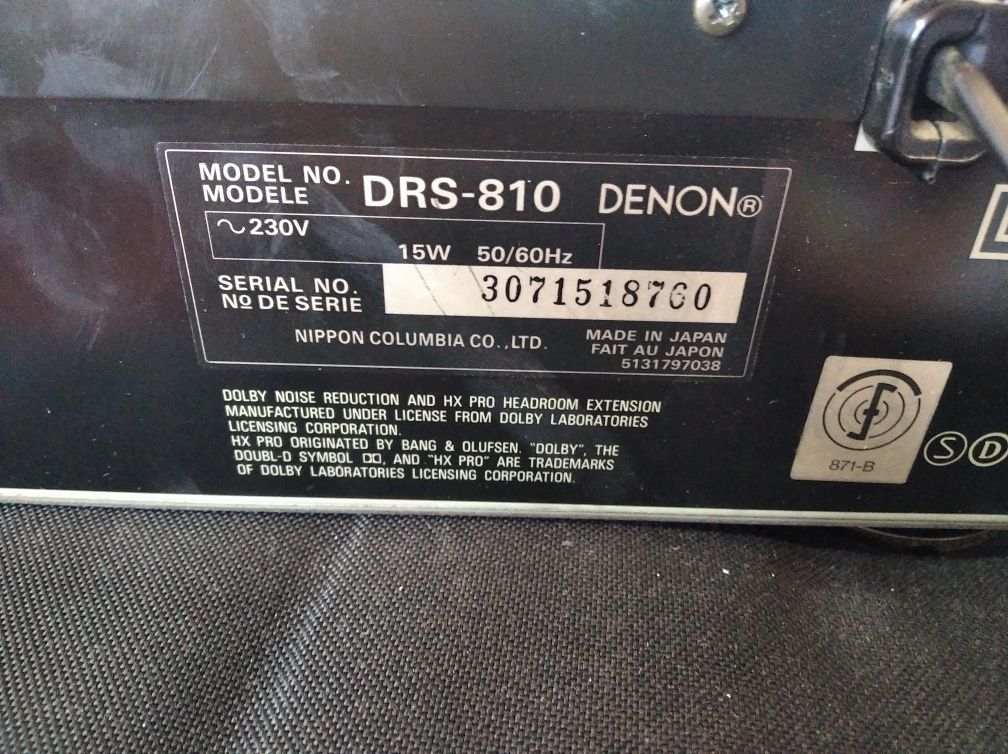 MODEL NO.
MODELE DRS-810 DENON®
~230V
15W 50/60Hz
SERIAL NO.
Nº DE SERIE 3071518760
NIPPON COLUMBIA CO.,LTD.
MADE IN JAPAN
FAIT AU JAPON
5131797038
DOLBY NOISE REDUCTION AND HX PRO HEADROOM EXTENSION
MANUFACTURED UNDER LICENSE FROM DOLBY LABORATORIES
LICENSING CORPORATION.
HX PRO ORIGINATED BY BANG & OLUFSEN. "DOLBY", THE
DOUBL-D SYMBOL DD, AND "HX PRO" ARE TRADEMARKS
OF DOLBY LABORATORIES LICENSING CORPORATION.
871-B
S D